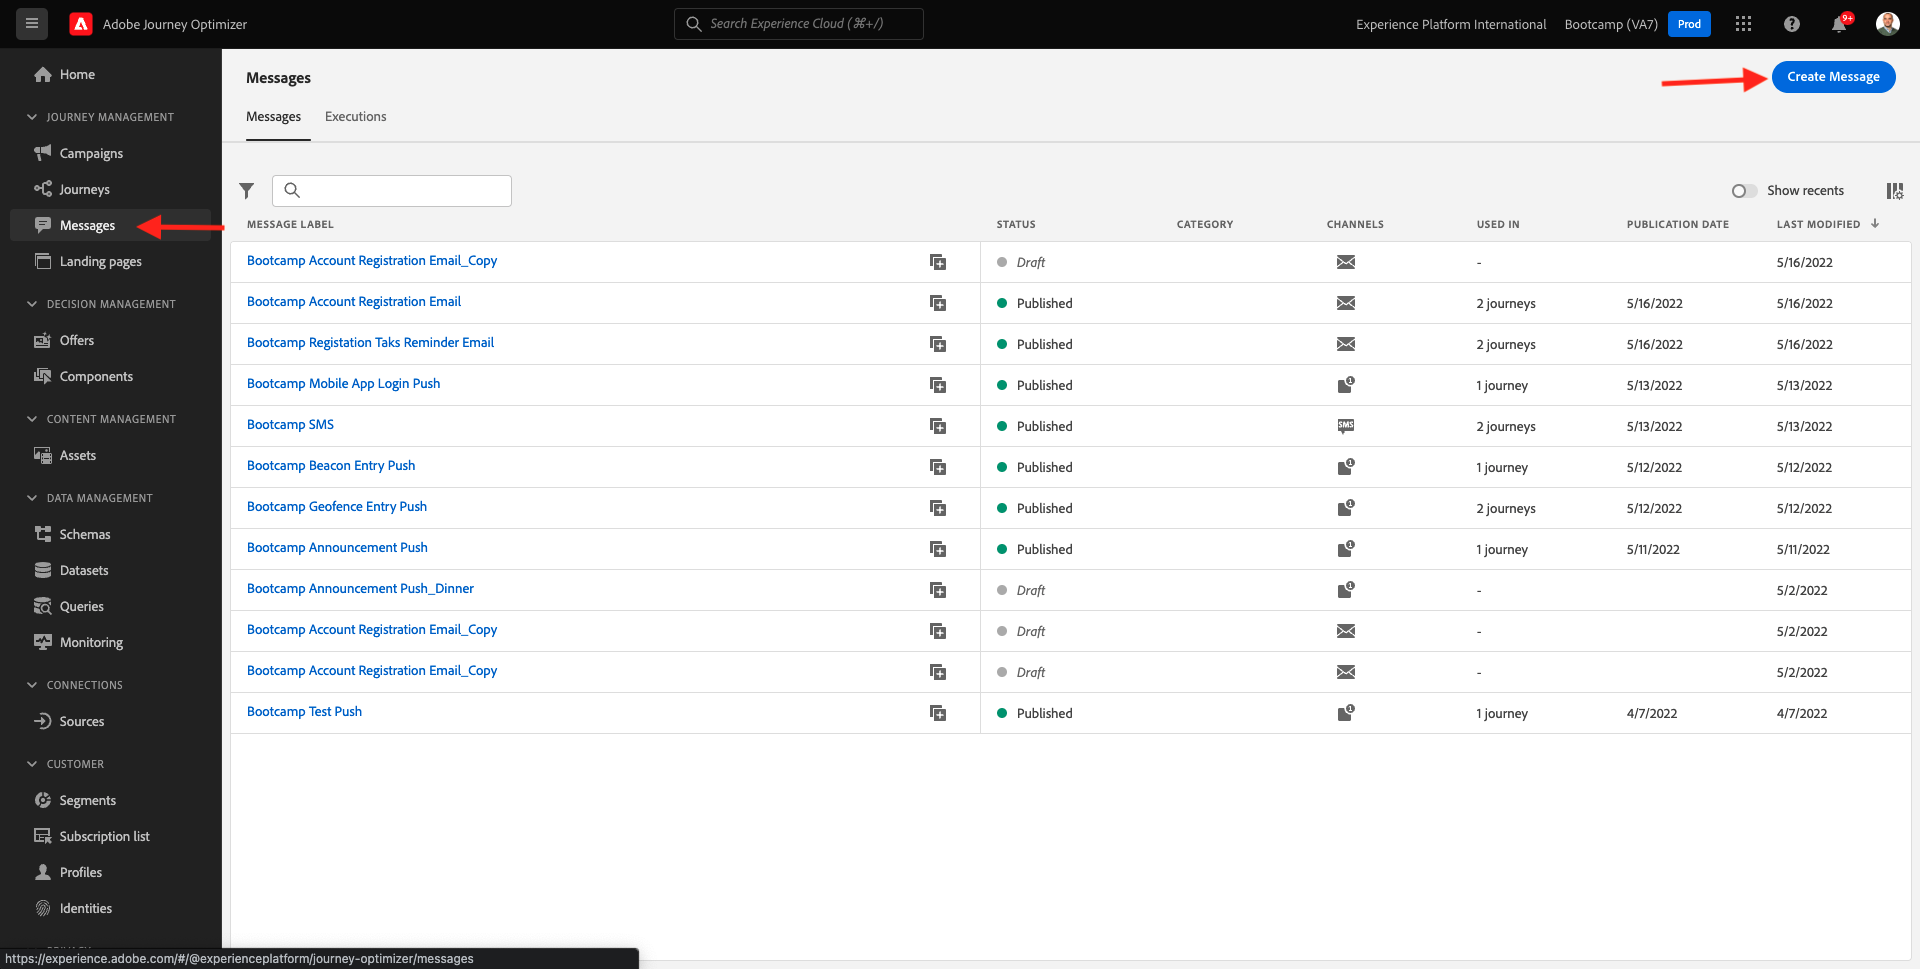 Adobe Journey Optimizer
Search Experience Cloud (⌘+/)
Experience Platform International
Bootcamp (VA7)
Prod
9+
Home
JOURNEY MANAGEMENT
Campaigns
Journeys
Messages
Landing pages
DECISION MANAGEMENT
Offers
Components
CONTENT MANAGEMENT
Assets
DATA MANAGEMENT
Schemas
Datasets
Queries
Monitoring
CONNECTIONS
Sources
CUSTOMER
Segments
Subscription list
Profiles
Identities
Messages
Create Message
Messages Executions
Show recents
MESSAGE LABEL STATUS CATEGORY CHANNELS USED IN PUBLICATION DATE LAST MODIFIED
Bootcamp Account Registration Email_Copy Draft - 5/16/2022
Bootcamp Account Registration Email Published 2 journeys 5/16/2022 5/16/2022
Bootcamp Registation Taks Reminder Email Published 2 journeys 5/16/2022 5/16/2022
Bootcamp Mobile App Login Push Published 1 1 journey 5/13/2022 5/13/2022
Bootcamp SMS Published SMS 2 journeys 5/13/2022 5/13/2022
Bootcamp Beacon Entry Push Published 1 1 journey 5/12/2022 5/12/2022
Bootcamp Geofence Entry Push Published 1 2 journeys 5/12/2022 5/12/2022
Bootcamp Announcement Push Published 1 1 journey 5/11/2022 5/11/2022
Bootcamp Announcement Push_Dinner Draft 1 - 5/2/2022
Bootcamp Account Registration Email_Copy Draft - 5/2/2022
Bootcamp Account Registration Email_Copy Draft - 5/2/2022
Bootcamp Test Push Published 1 1 journey 4/7/2022 4/7/2022
https://experience.adobe.com/#/@experienceplatform/journey-optimizer/messages